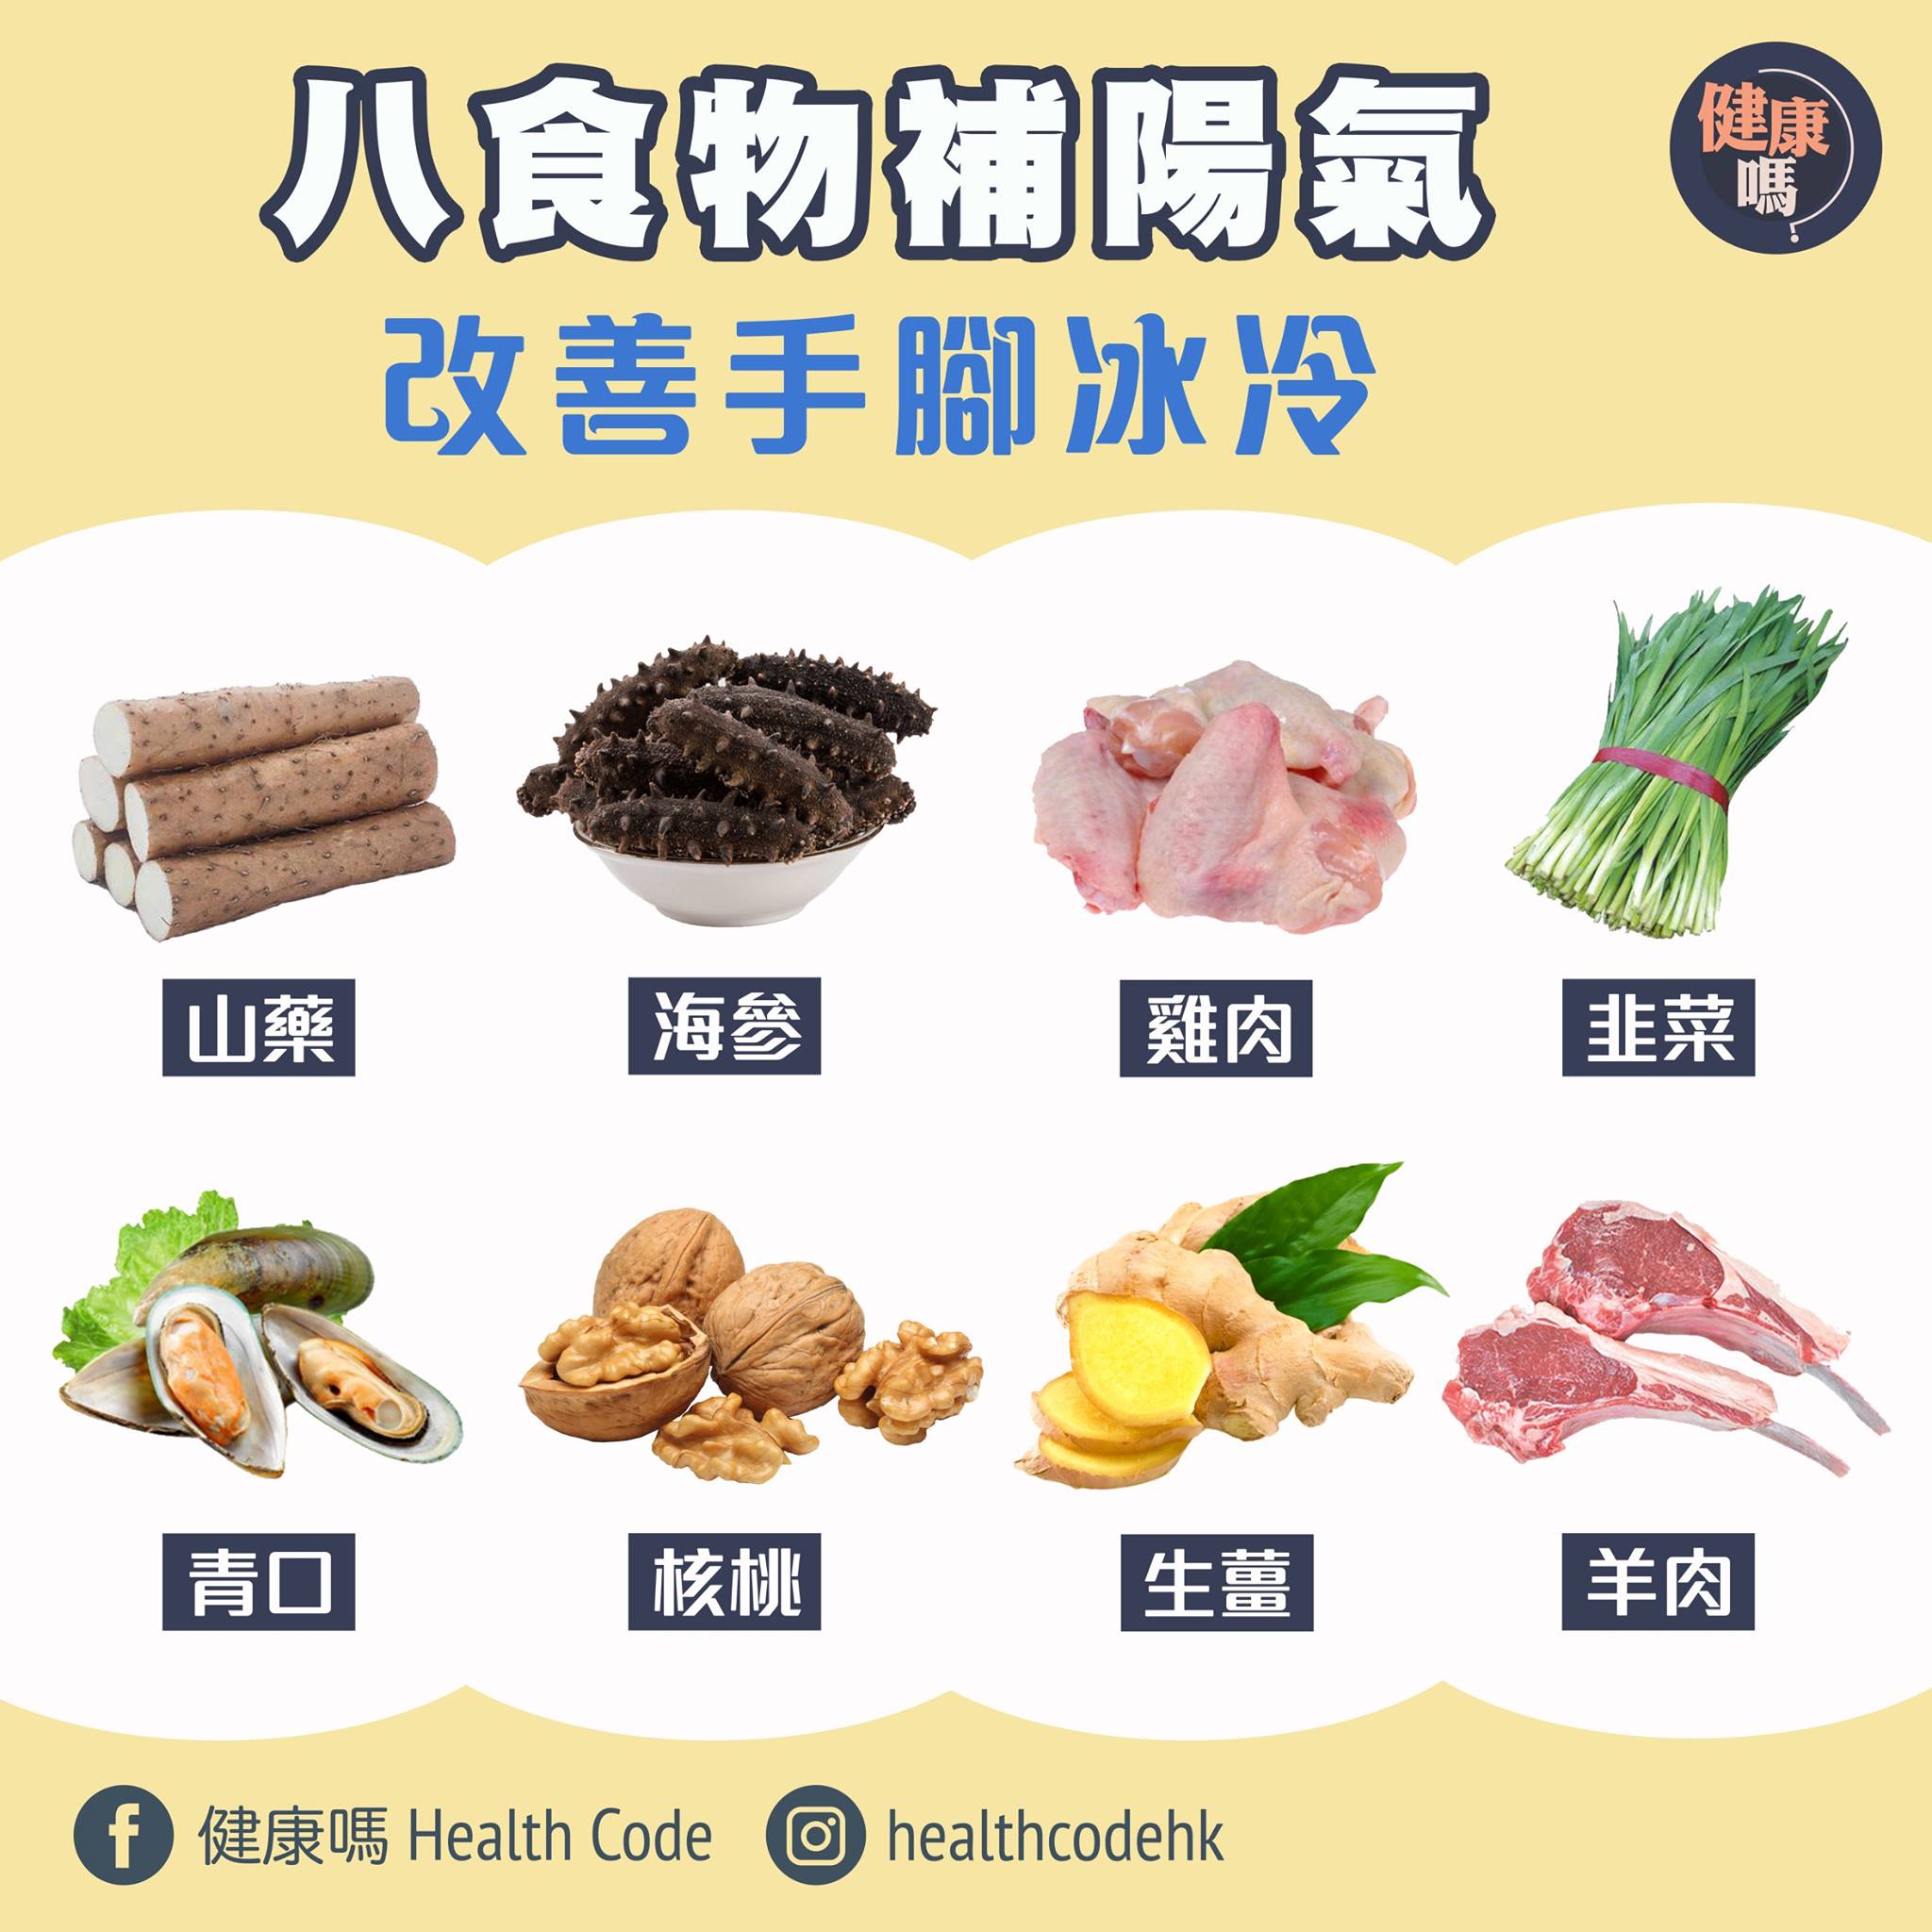 八食物補陽氣
健康
嗎?
改善手腳冰冷
山藥
海參
雞肉
韭菜
青口
核桃
生薑
羊肉
健康嗎 Health Code
healthcodehk